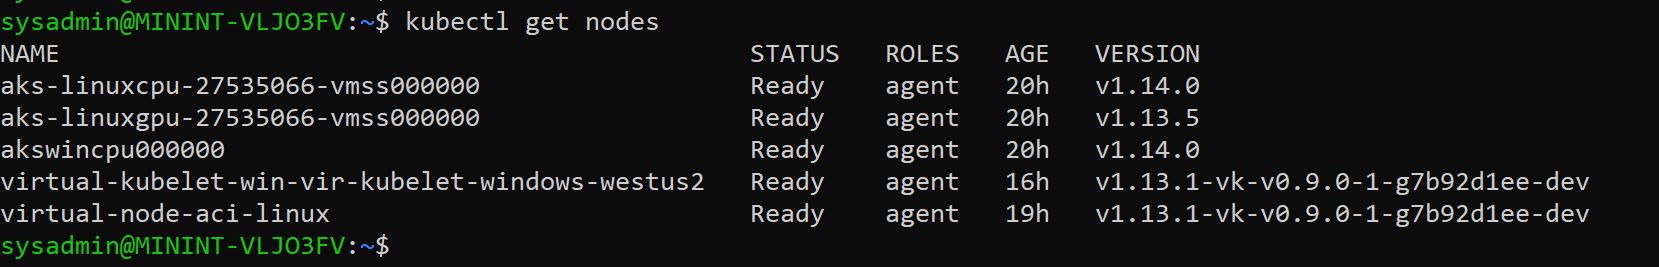 sysadmin@MININT-VLJO3FV:~$ kubectl get nodes
NAME STATUS ROLES AGE VERSION
aks-linuxcpu-27535066-vmss000000 Ready agent 20h v1.14.0
aks-linuxgpu-27535066-vmss000000 Ready agent 20h v1.13.5
akswincpu000000 Ready agent 20h v1.14.0
virtual-kubelet-win-vir-kubelet-windows-westus2 Ready agent 16h v1.13.1-vk-v0.9.0-1-g7b92d1ee-dev
virtual-node-aci-linux Ready agent 19h v1.13.1-vk-v0.9.0-1-g7b92d1ee-dev
sysadmin@MININT-VLJO3FV:~$